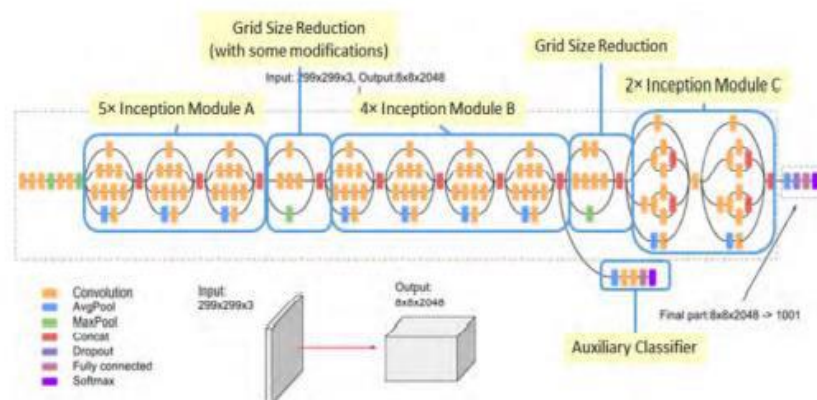 Grid Size Reduction
(with some modifications)
Grid Size Reduction
Input: 299x299x3, Output:8x8x2048
5× Inception Module A
4× Inception Module B
2× Inception Module C
Convolution
AvgPool
MaxPool
Concat
Dropout
Fully connected
Softmax
Input:
299x299x3
Output:
8x8x2048
Final part:8x8x2048 -> 1001
Auxiliary Classifier